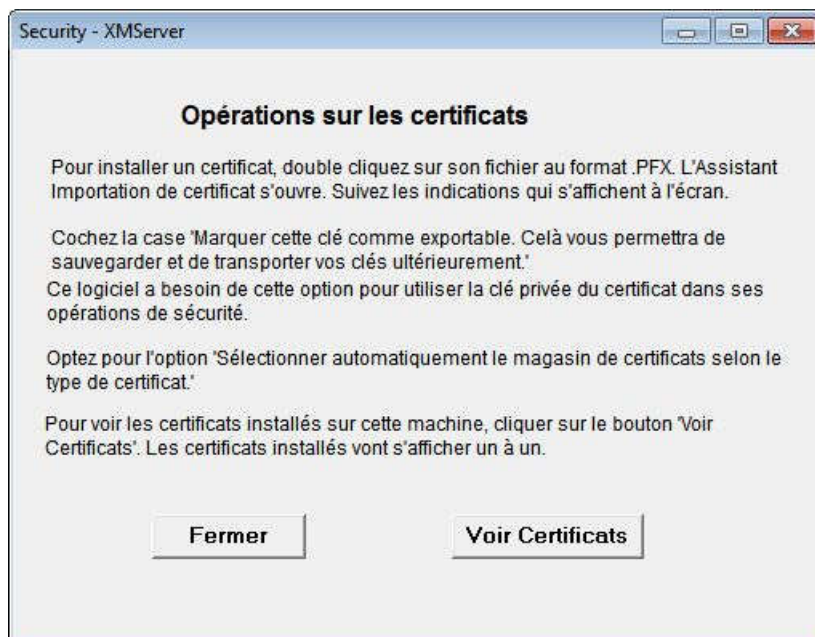 Security - XMServer
Opérations sur les certificats
Pour installer un certificat, double cliquez sur son fichier au format .PFX. L'Assistant
Importation de certificat s'ouvre. Suivez les indications qui s'affichent à l'écran.
Cochez la case 'Marquer cette clé comme exportable. Celà vous permettra de
sauvegarder et de transporter vos clés ultérieurement.'
Ce logiciel a besoin de cette option pour utiliser la clé privée du certificat dans ses
opérations de sécurité.
Optez pour l'option 'Sélectionner automatiquement le magasin de certificats selon le
type de certificat.'
Pour voir les certificats installés sur cette machine, cliquer sur le bouton 'Voir
Certificats'. Les certificats installés vont s'afficher un à un.
Fermer
Voir Certificats